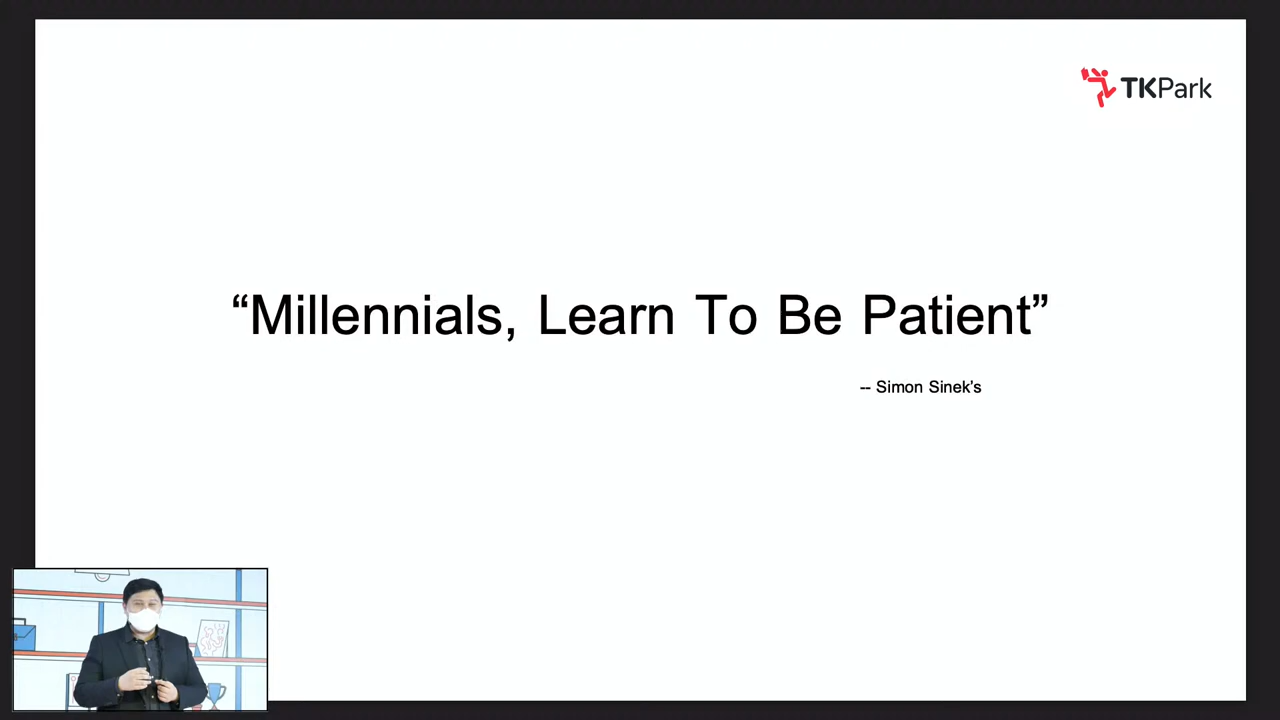 TKPark
“Millennials, Learn To Be Patient”
-- Simon Sinek’s